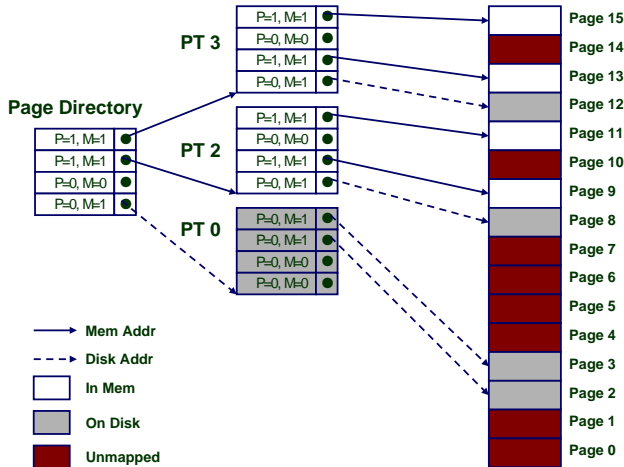 Page Directory
P=1, M=1
P=1, M=1
P=0, M=0
P=0, M=1
PT 3
P=1, M=1
P=0, M=0
P=1, M=1
P=0, M=1
PT 2
P=1, M=1
P=0, M=0
P=1, M=1
P=0, M=1
PT 0
P=0, M=1
P=0, M=1
P=0, M=0
P=0, M=0
Page 15
Page 14
Page 13
Page 12
Page 11
Page 10
Page 9
Page 8
Page 7
Page 6
Page 5
Page 4
Page 3
Page 2
Page 1
Page 0
Mem Addr
Disk Addr
In Mem
On Disk
Unmapped